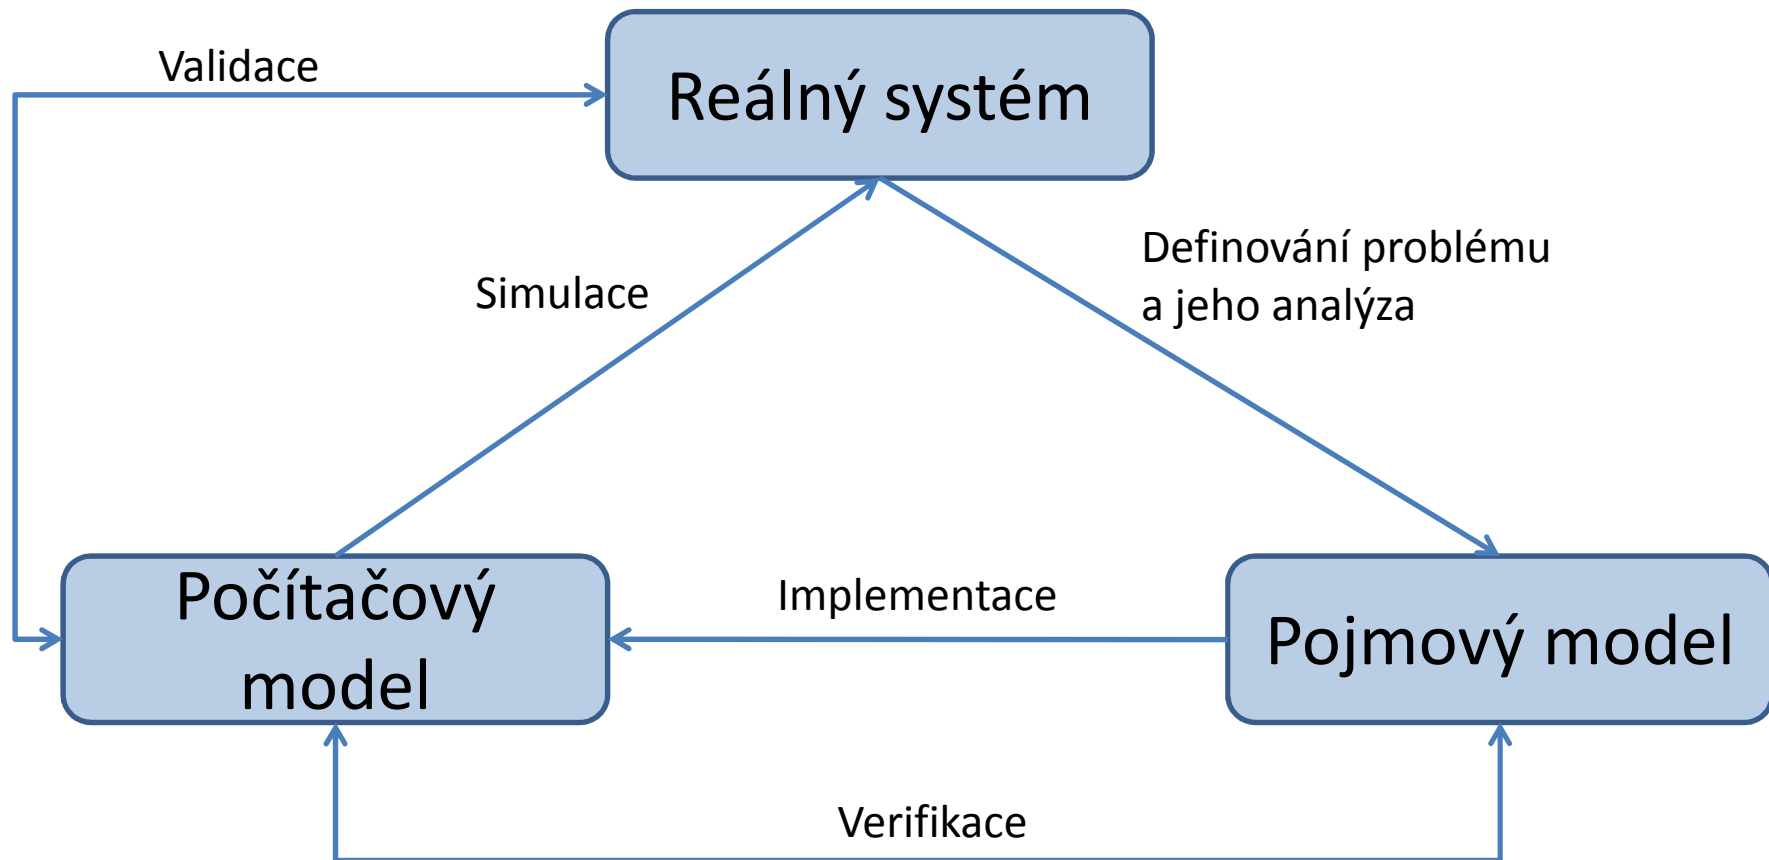 Validace
Reálný systém
Definování problému
a jeho analýza
Simulace
Počítačový
model
Implementace
Pojmový model
Verifikace